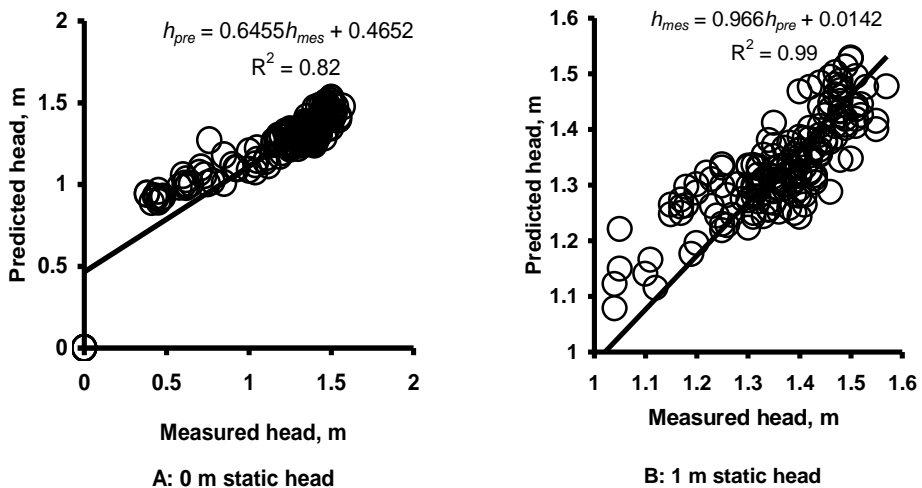 h_pre = 0.6455h_mes + 0.4652
R² = 0.82
Predicted head, m
2
1.5
1
0.5
0
0 0.5 1 1.5 2
Measured head, m
A: 0 m static head
h_mes = 0.966h_pre + 0.0142
R² = 0.99
Predicted head, m
1.6
1.5
1.4
1.3
1.2
1.1
1
1 1.1 1.2 1.3 1.4 1.5 1.6
Measured head, m
B: 1 m static head